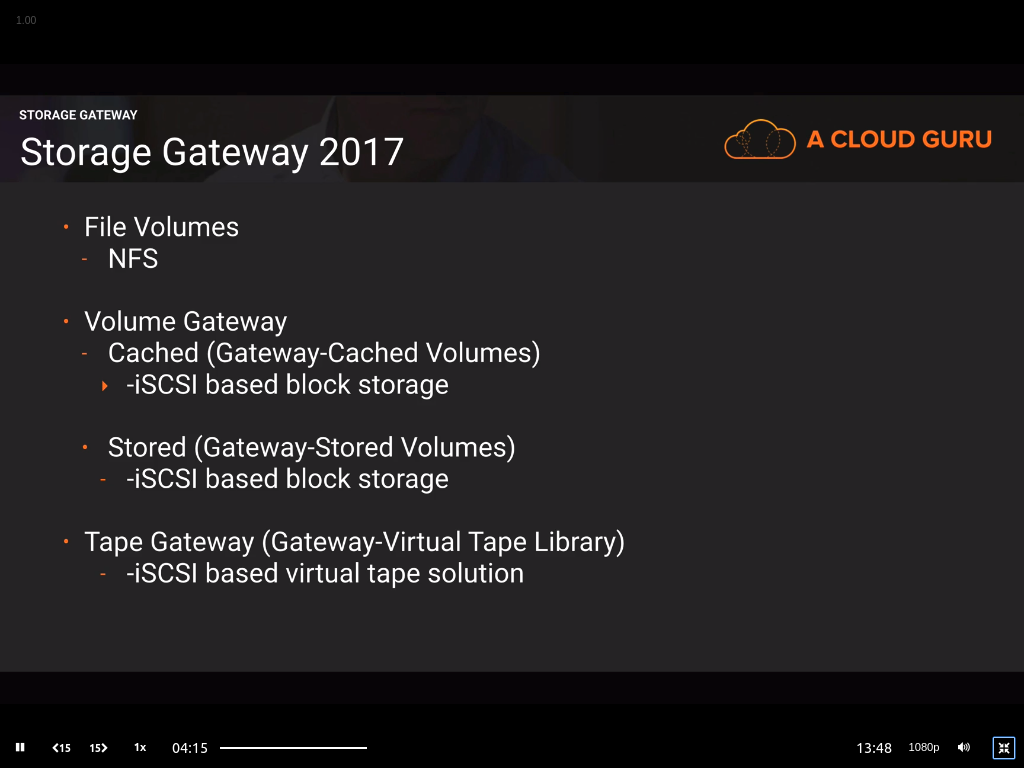 1.00
STORAGE GATEWAY
Storage Gateway 2017
A CLOUD GURU
• File Volumes
- NFS
• Volume Gateway
- Cached (Gateway-Cached Volumes)
-iSCSI based block storage
• Stored (Gateway-Stored Volumes)
- -iSCSI based block storage
• Tape Gateway (Gateway-Virtual Tape Library)
- -iSCSI based virtual tape solution
15 15 1x 04:15 13:48 1080p